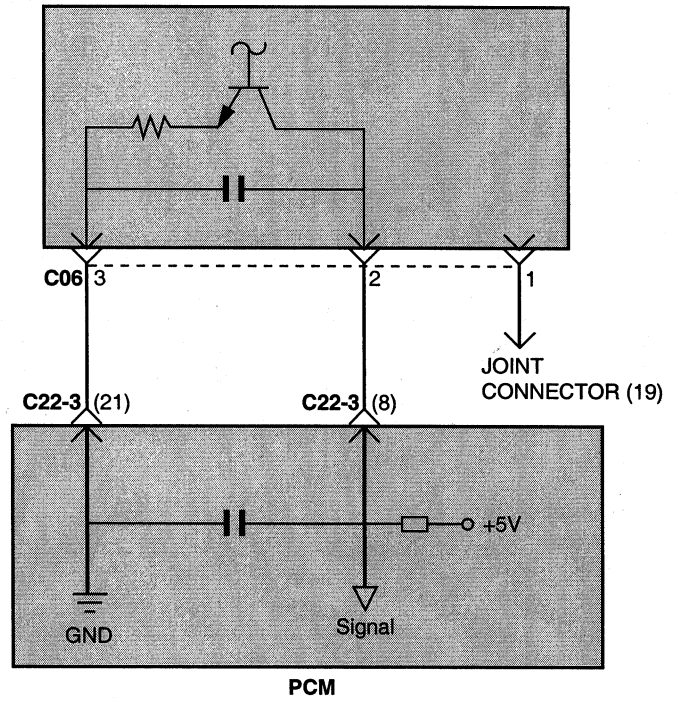 C06 3 2 1
JOINT
CONNECTOR (19)
C22-3 (21) C22-3 (8)
+5V
GND Signal
PCM